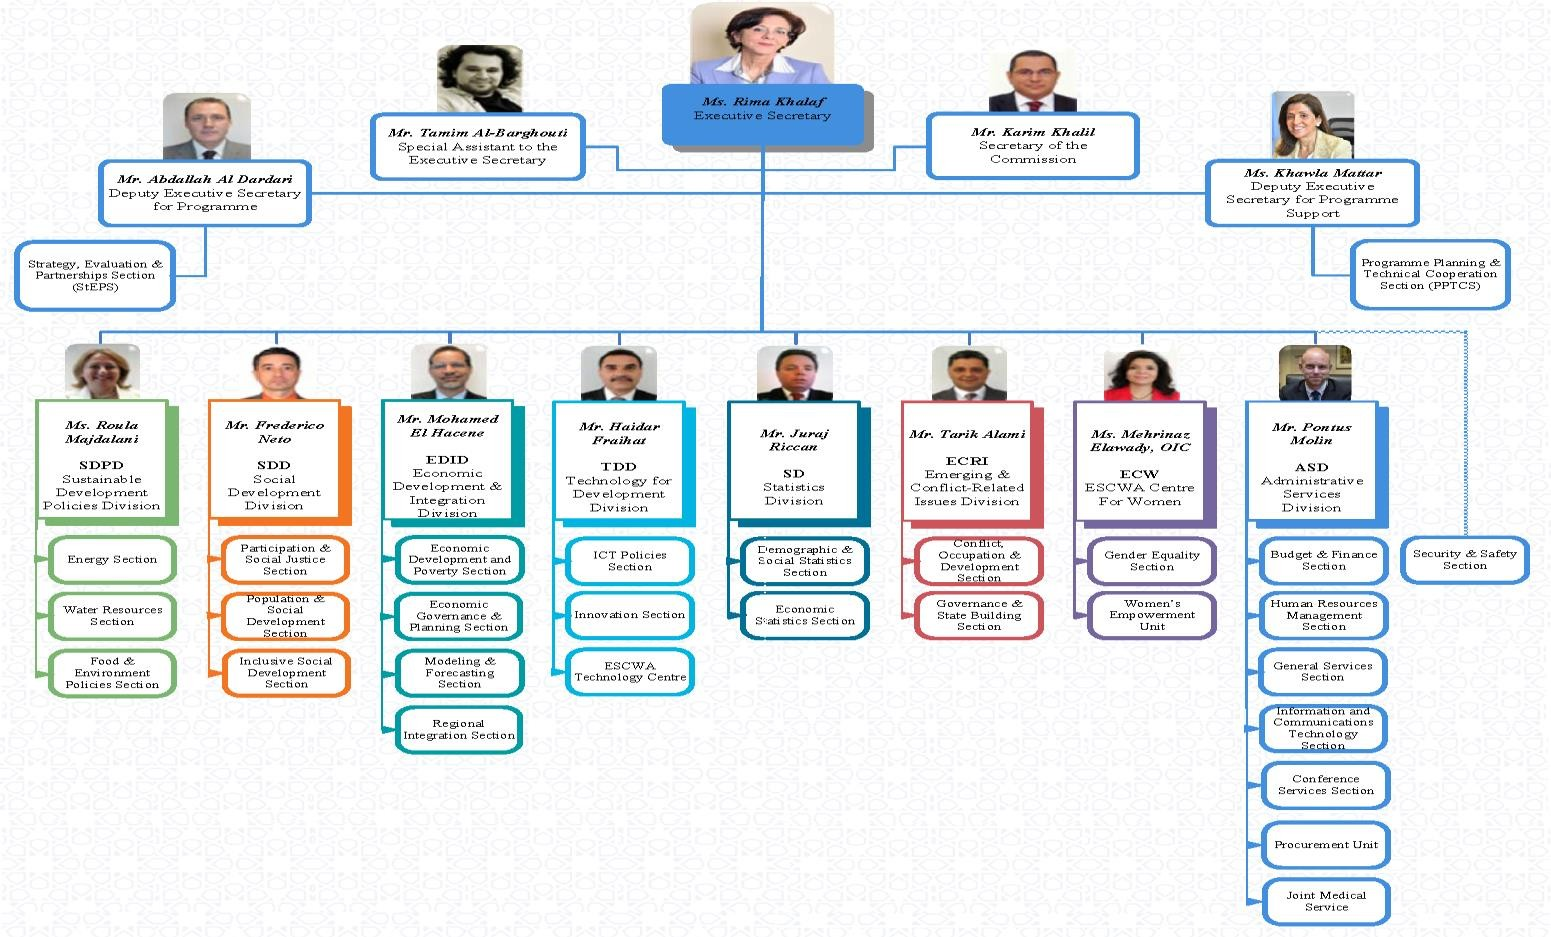 Ms. Rima Khalaf
Executive Secretary
Mr. Tamim Al-Barghouti
Special Assistant to the
Executive Secretary
Mr. Karim Khalil
Secretary of the
Commission
Mr. Abdallah Al Dardari
Deputy Executive Secretary
for Programme
Ms. Khawla Mattar
Deputy Executive
Secretary for Programme
Support
Strategy, Evaluation &
Partnerships Section
(StEPS)
Programme Planning &
Technical Cooperation
Section (PPTCS)
Ms. Roula
Majdalani
SDPD
Sustainable
Development
Policies Division
Energy Section
Water Resources
Section
Food &
Environment
Policies Section
Mr. Frederico
Neto
SDD
Social
Development
Division
Participation &
Social Justice
Section
Population &
Social
Development
Section
Inclusive Social
Development
Section
Mr. Mohamed
El Hacene
EDID
Economic
Development &
Integration
Division
Economic
Development and
Poverty Section
Economic
Governance &
Planning Section
Modeling &
Forecasting
Section
Regional
Integration Section
Mr. Haidar
Fraihat
TDD
Technology for
Development
Division
ICT Policies
Section
Innovation Section
ESCWA
Technology Centre
Mr. Juraj
Riccan
SD
Statistics
Division
Demographic &
Social Statistics
Section
Economic
Statistics Section
Mr. Tarik Alami
ECRI
Emerging &
Conflict-Related
Issues Division
Conflict,
Occupation &
Development
Section
Governance &
State Building
Section
Ms. Mehrinaz
Elawady, OIC
ECW
ESCWA Centre
For Women
Gender Equality
Section
Women's
Empowerment
Unit
Mr. Pontus
Molin
ASD
Administrative
Services
Division
Budget & Finance
Section
Human Resources
Management
Section
General Services
Section
Information and
Communications
Technology
Section
Conference
Services Section
Procurement Unit
Joint Medical
Service
Security & Safety
Section